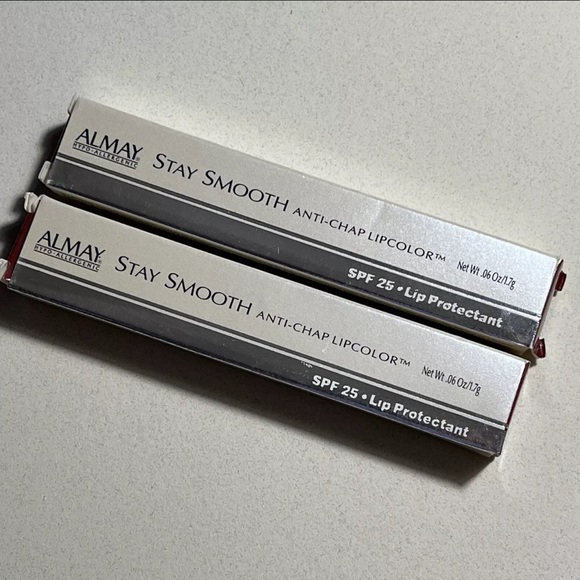 ALMAY®
HYPO-ALLERGENIC
STAY SMOOTH ANTI-CHAP LIPCOLOR™ Net Wt .06 Oz/1.7g
SPF 25 • Lip Protectant
ALMAY®
HYPO-ALLERGENIC
STAY SMOOTH ANTI-CHAP LIPCOLOR™ Net Wt .06 Oz/1.7g
SPF 25 • Lip Protectant